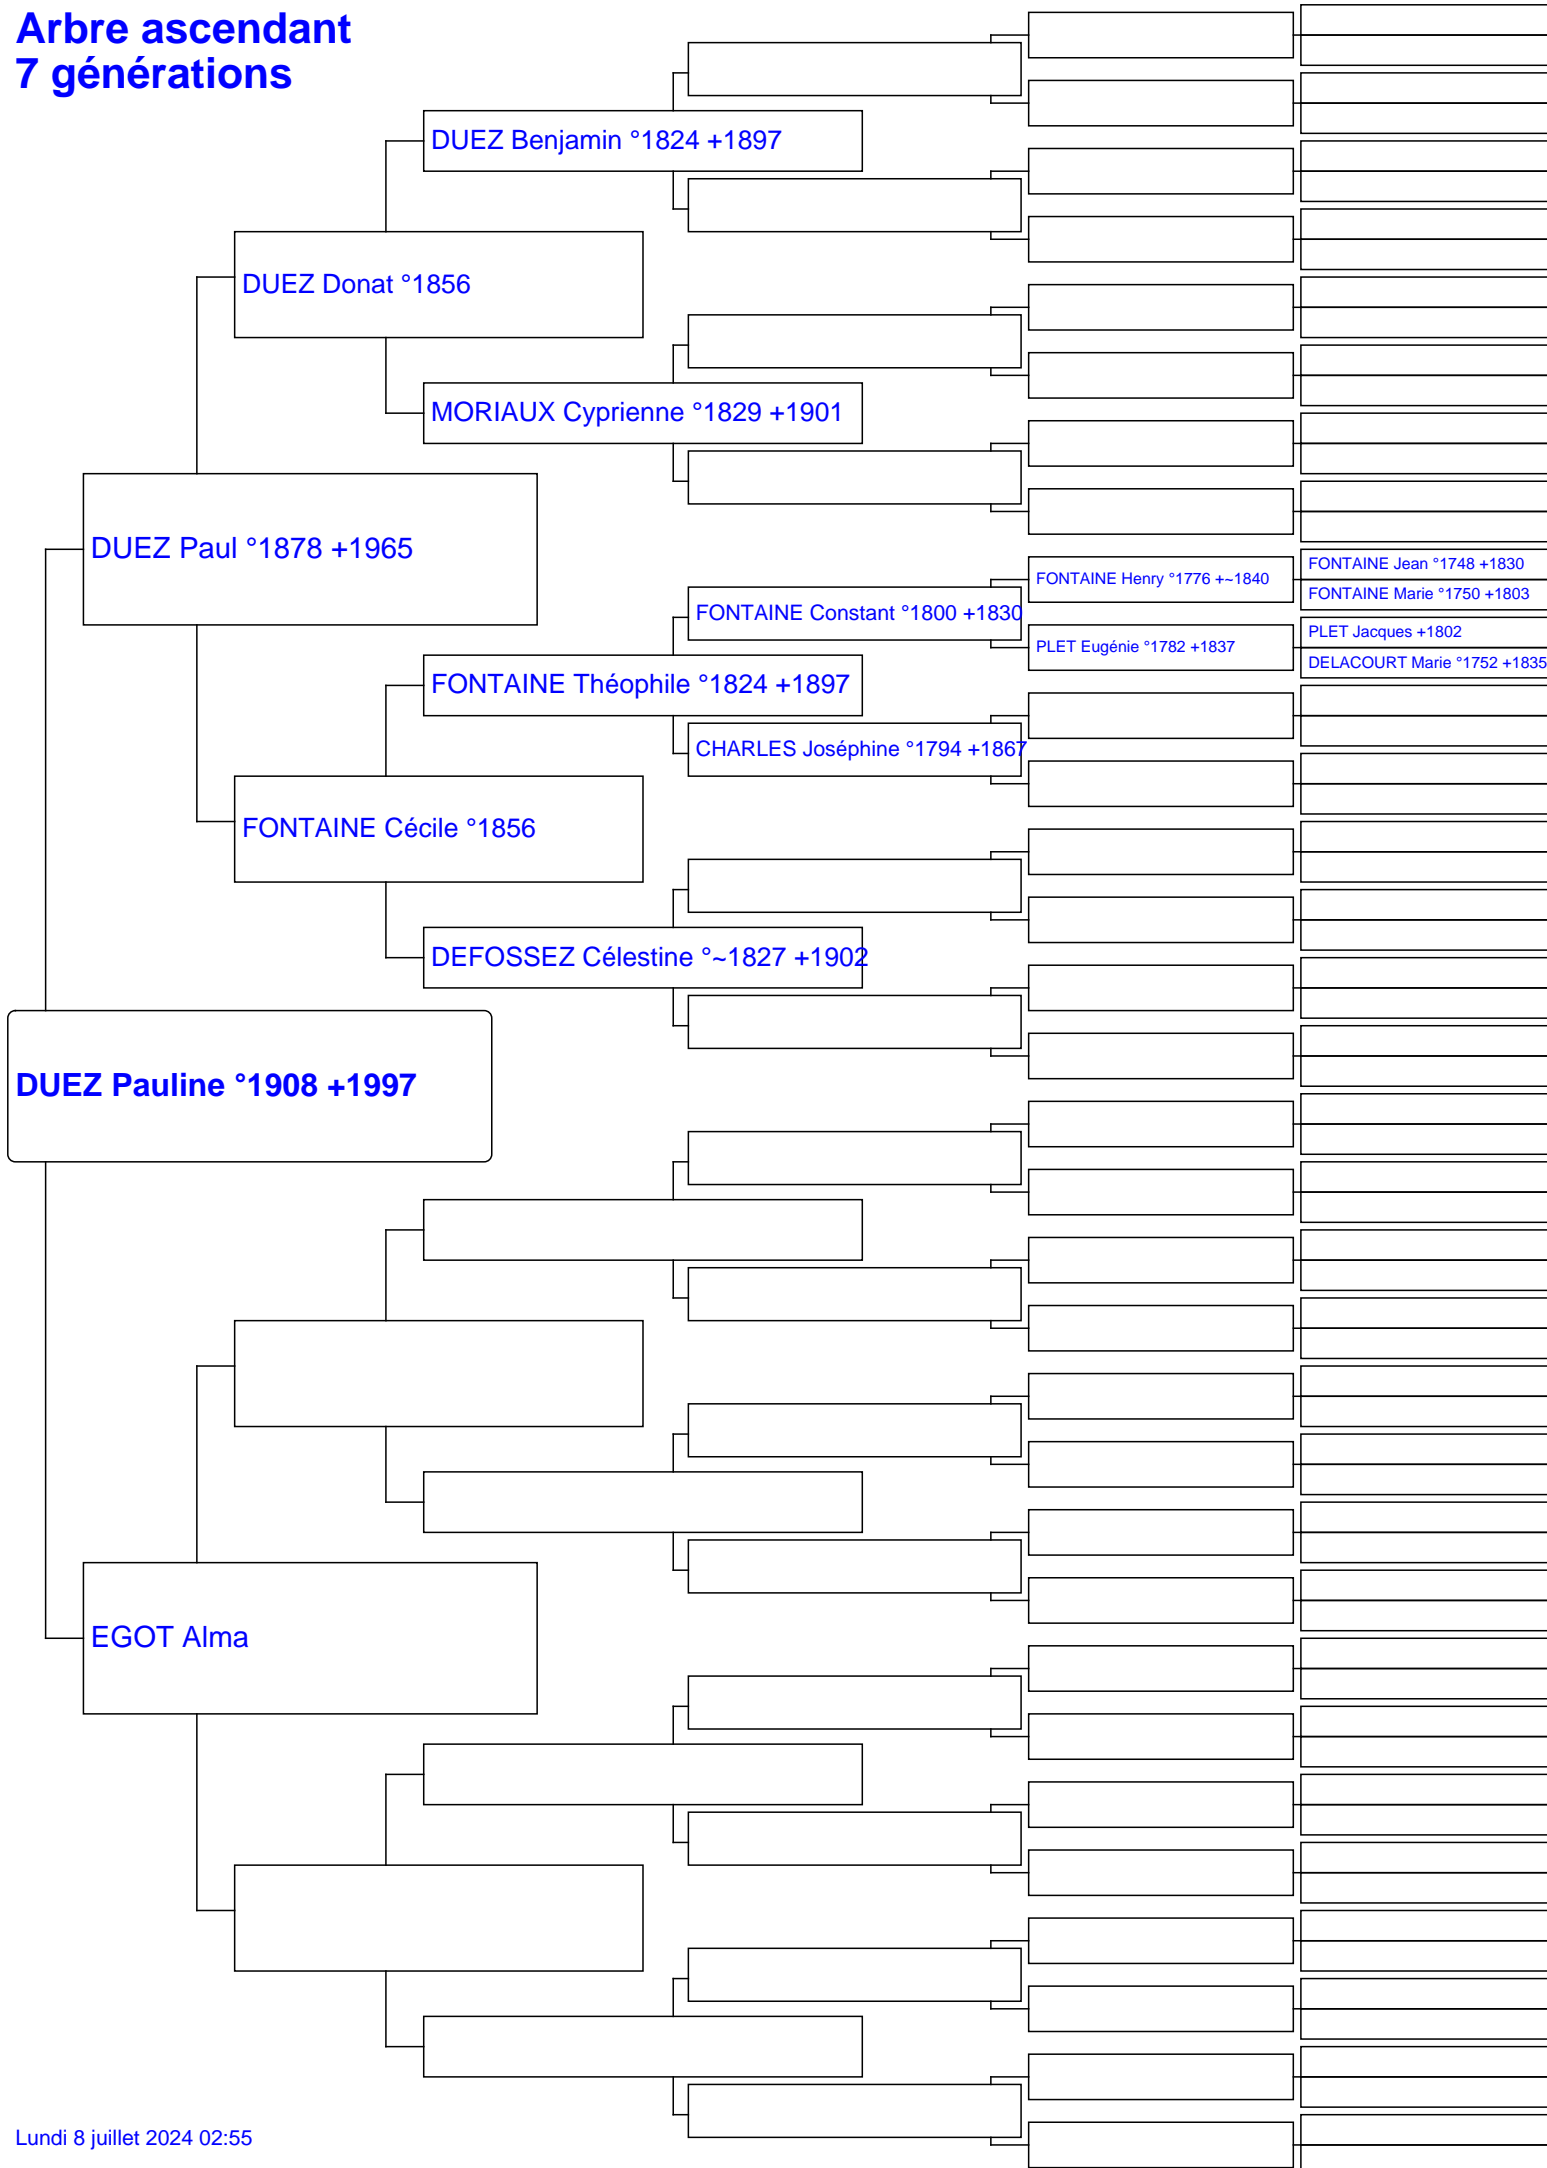 Arbre ascendant
7 générations
DUEZ Benjamin °1824 +1897
DUEZ Donat °1856
MORIAUX Cyprienne °1829 +1901
DUEZ Paul °1878 +1965
FONTAINE Jean °1748 +1830
FONTAINE Henry °1776 +~1840
FONTAINE Marie °1750 +1803
FONTAINE Constant °1800 +1830
PLET Jacques +1802
PLET Eugénie °1782 +1837
DELACOURT Marie °1752 +1835
FONTAINE Théophile °1824 +1897
CHARLES Joséphine °1794 +1867
FONTAINE Cécile °1856
DEFOSSEZ Célestine °~1827 +1902
DUEZ Pauline °1908 +1997
EGOT Alma
Lundi 8 juillet 2024 02:55